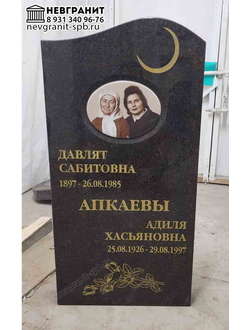 НЕВГРАНИТ
8 931 340 96-76
nevgranit-spb.ru
ДАВЛЯТ
САБИТОВНА
1897 - 26.08.1985
АПКАЕВЫ
АДИЛЯ
ХАСЬЯНОВНА
25.08.1926 - 29.08.1997